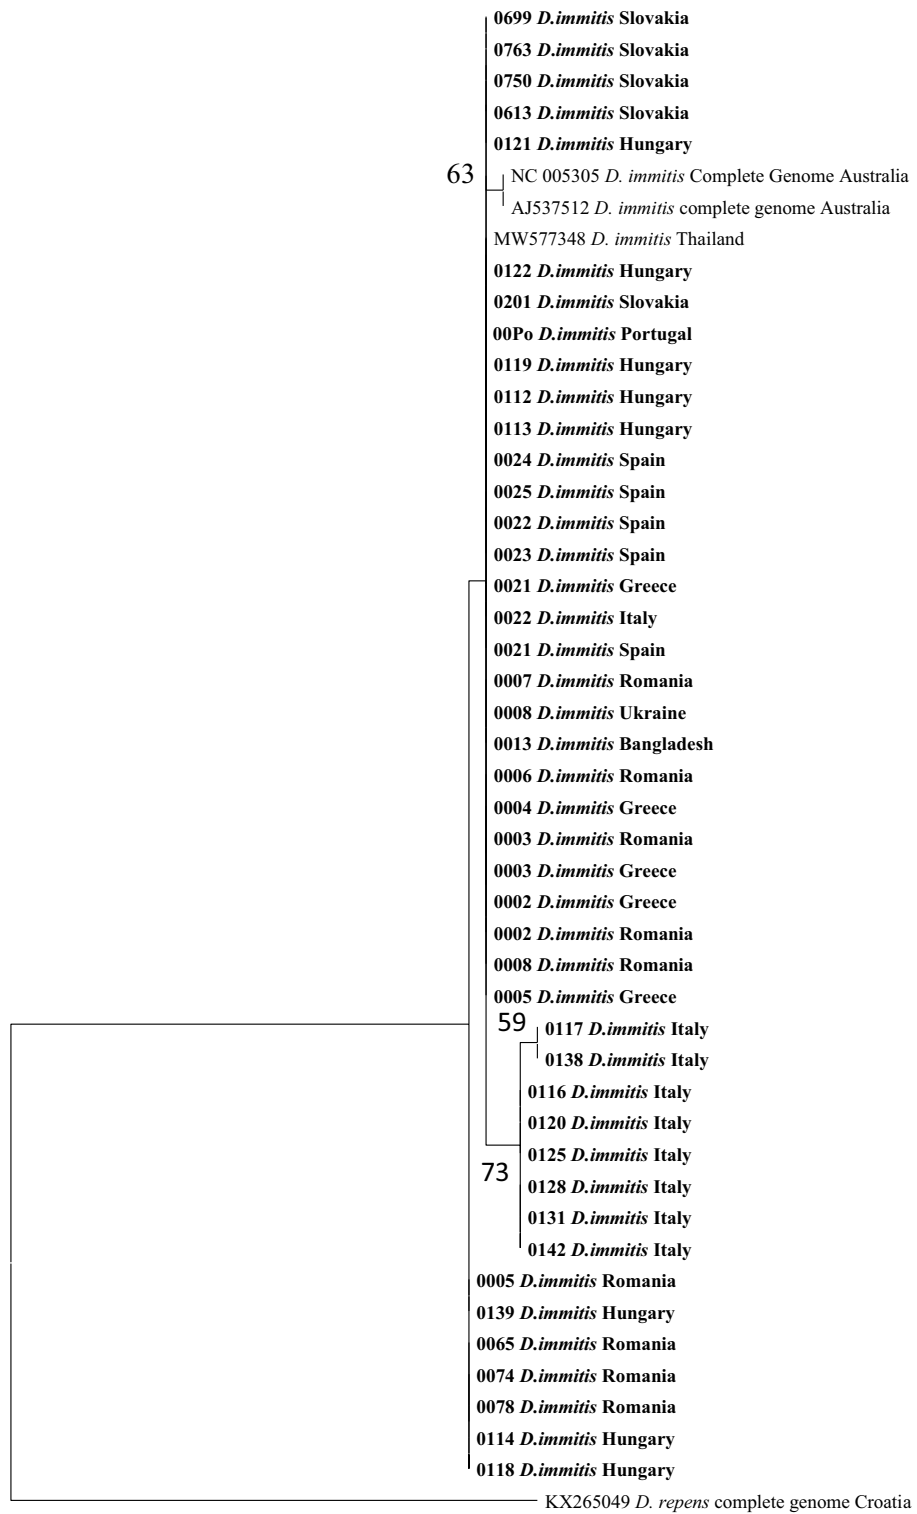 0699 D.immitis Slovakia
0763 D.immitis Slovakia
0750 D.immitis Slovakia
0613 D.immitis Slovakia
0121 D.immitis Hungary
63
NC 005305 D. immitis Complete Genome Australia
AJ537512 D. immitis complete genome Australia
MW577348 D. immitis Thailand
0122 D.immitis Hungary
0201 D.immitis Slovakia
00Po D.immitis Portugal
0119 D.immitis Hungary
0112 D.immitis Hungary
0113 D.immitis Hungary
0024 D.immitis Spain
0025 D.immitis Spain
0022 D.immitis Spain
0023 D.immitis Spain
0021 D.immitis Greece
0022 D.immitis Italy
0021 D.immitis Spain
0007 D.immitis Romania
0008 D.immitis Ukraine
0013 D.immitis Bangladesh
0006 D.immitis Romania
0004 D.immitis Greece
0003 D.immitis Romania
0003 D.immitis Greece
0002 D.immitis Greece
0002 D.immitis Romania
0008 D.immitis Romania
0005 D.immitis Greece
59
0117 D.immitis Italy
0138 D.immitis Italy
0116 D.immitis Italy
0120 D.immitis Italy
0125 D.immitis Italy
73
0128 D.immitis Italy
0131 D.immitis Italy
0142 D.immitis Italy
0005 D.immitis Romania
0139 D.immitis Hungary
0065 D.immitis Romania
0074 D.immitis Romania
0078 D.immitis Romania
0114 D.immitis Hungary
0118 D.immitis Hungary
KX265049 D. repens complete genome Croatia